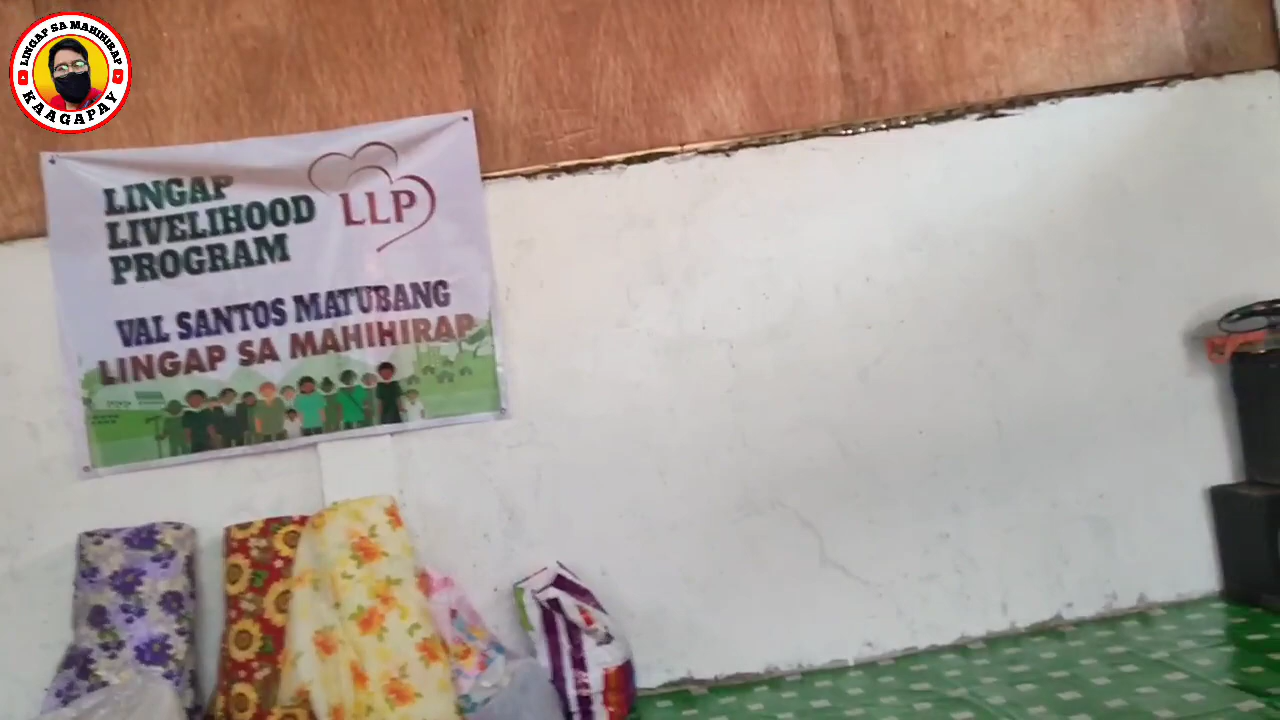 LINGAP SA MAHIHIRAP
KAAGAPAY
LINGAP
LIVELIHOOD
PROGRAM
LLP
VAL SANTOS MATUBANG
LINGAP SA MAHIHIRAP